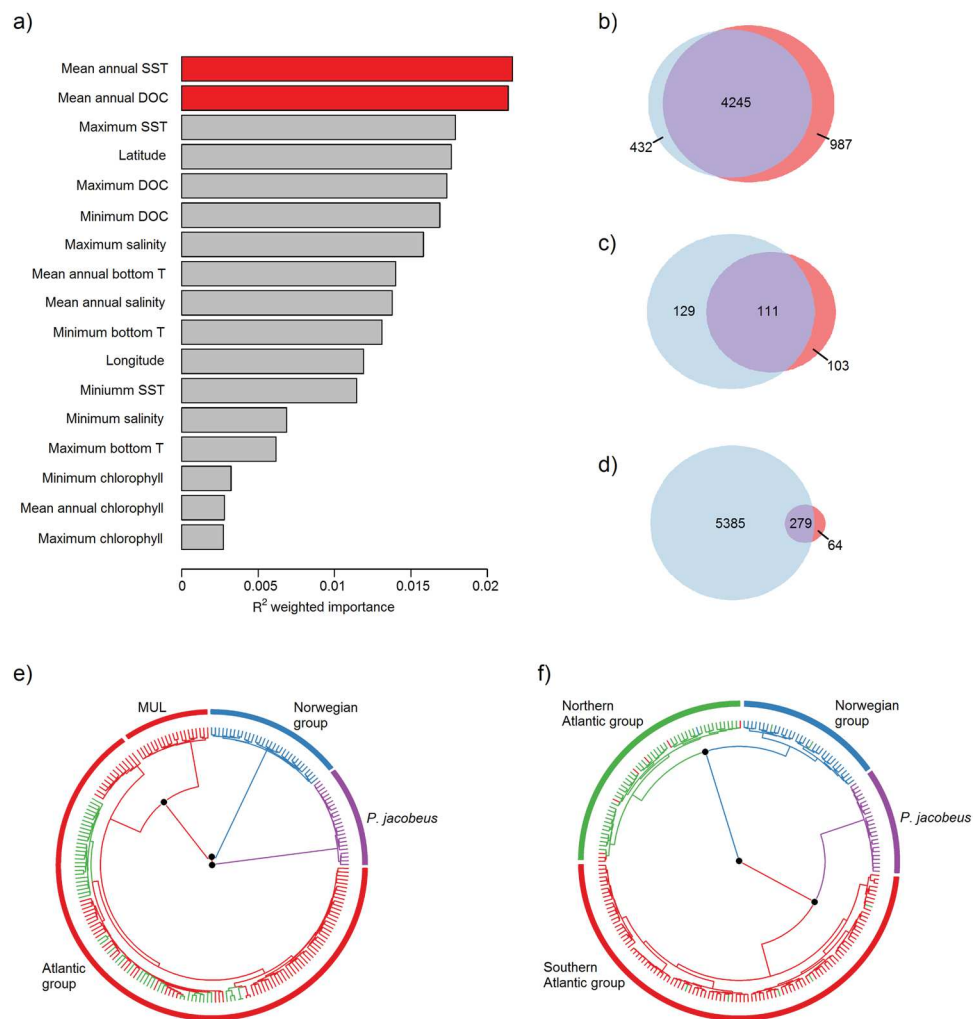 a)
Mean annual SST
Mean annual DOC
Maximum SST
Latitude
Maximum DOC
Minimum DOC
Maximum salinity
Mean annual bottom T
Mean annual salinity
Minimum bottom T
Longitude
Miniumm SST
Minimum salinity
Maximum bottom T
Minimum chlorophyll
Mean annual chlorophyll
Maximum chlorophyll
0 0.005 0.010 0.015 0.02
R² weighted importance
b)
4245
432
987
c)
129
111
103
d)
5385
279
64
e)
MUL
Norwegian
group
P. jacobeus
Atlantic
group
f)
Northern
Atlantic group
Norwegian
group
P. jacobeus
Southern
Atlantic group